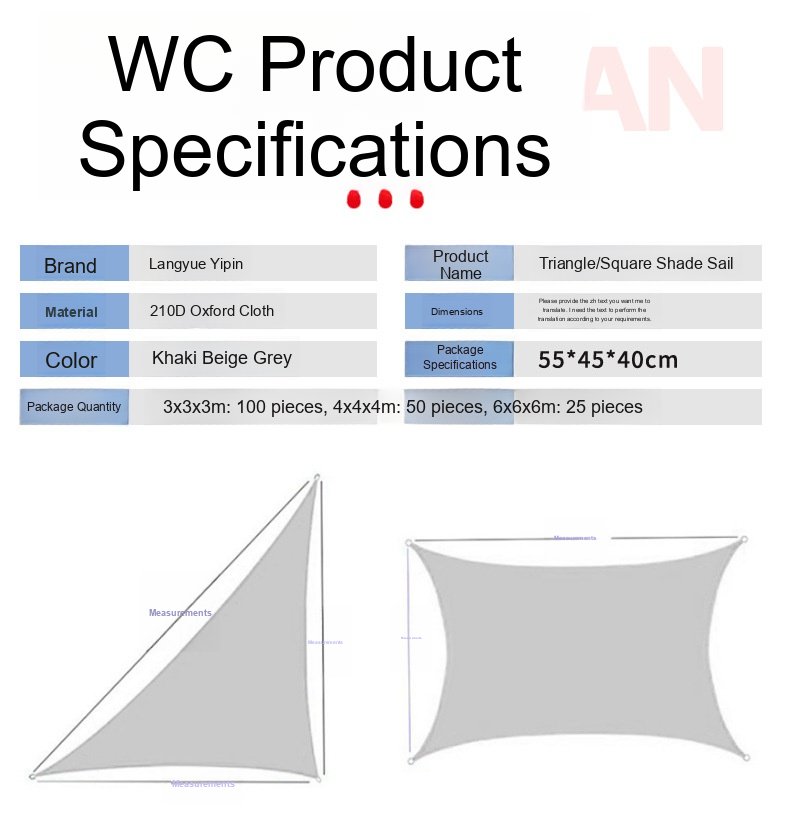 WC Product
AN
Specifications
Brand
Langyue Yipin
Product
Name
Triangle/Square Shade Sail
Material
210D Oxford Cloth
Dimensions
Please provide the zh text you want me to
translate. I need the text to perform the
translation according to your requirements.
Color
Khaki Beige Grey
Package
Specifications
55*45*40cm
Package Quantity
3x3x3m: 100 pieces, 4x4x4m: 50 pieces, 6x6x6m: 25 pieces
Measurements
Measurements
Measurements
Measurements